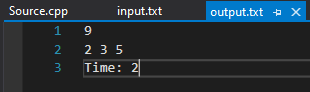 Source.cpp input.txt output.txt
1 9
2 2 3 5
3 Time: 2